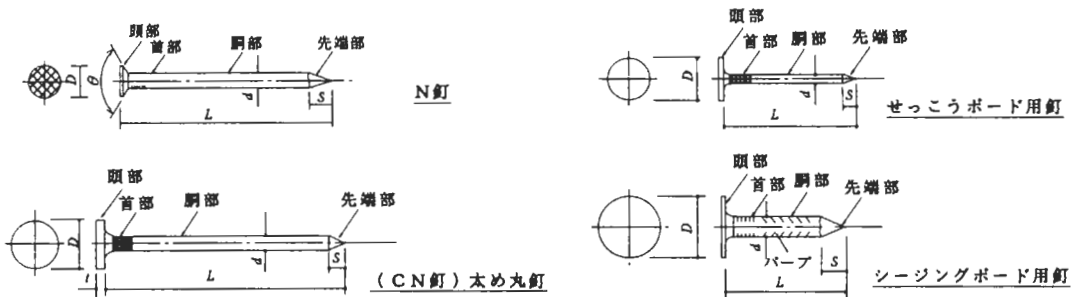 頭部
首部
胴部
先端部
D
θ
d
S
L
N釘
頭部
首部
胴部
先端部
D
d
S
L
せっこうボード用釘
頭部
首部
胴部
先端部
D
d
S
t
L
(CN釘)太め丸釘
頭部
首部
胴部
先端部
D
d
バーブ
S
L
シージングボード用釘